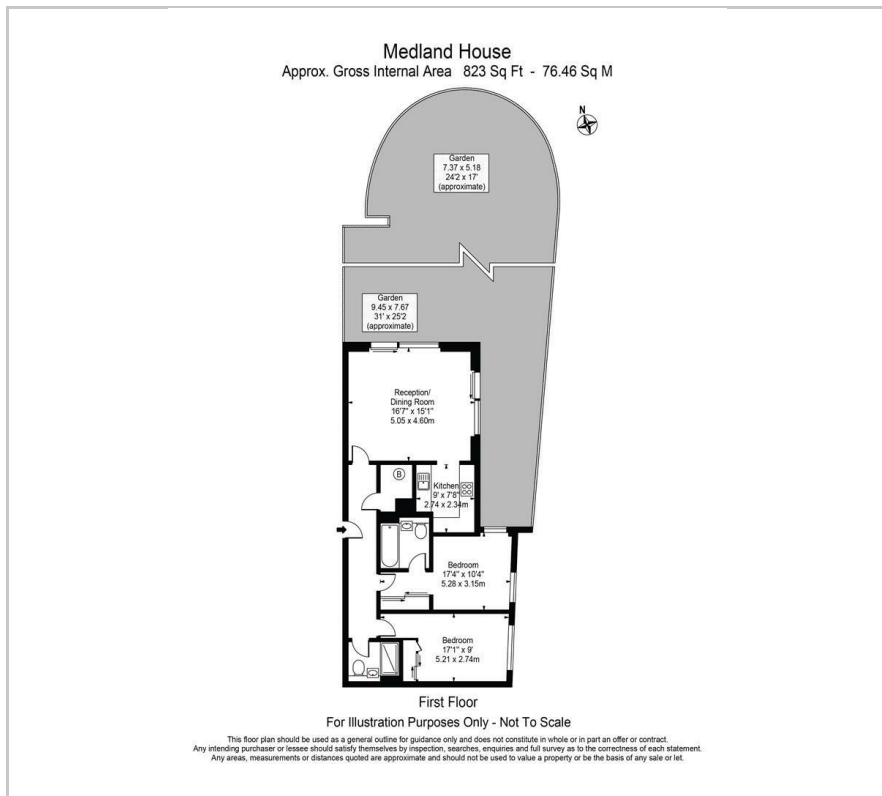 Medland House
Approx. Gross Internal Area 823 Sq Ft - 76.46 Sq M
N
Garden
7.37 x 5.18
24'2 x 17'
(approximate)
Garden
9.45 x 7.67
31' x 25'2
(approximate)
Reception/
Dining Room
16'7" x 15'1"
5.05 x 4.60m
B
Kitchen
9' x 7'8"
2.74 x 2.34m
Bedroom
17'4" x 10'4"
5.28 x 3.15m
Bedroom
17'1" x 9'
5.21 x 2.74m
First Floor
For Illustration Purposes Only - Not To Scale
This floor plan should be used as a general outline for guidance only and does not constitute in whole or in part an offer or contract.
Any intending purchaser or lessee should satisfy themselves by inspection, searches, enquiries and full survey as to the correctness of each statement.
Any areas, measurements or distances quoted are approximate and should not be used to value a property or be the basis of any sale or let.